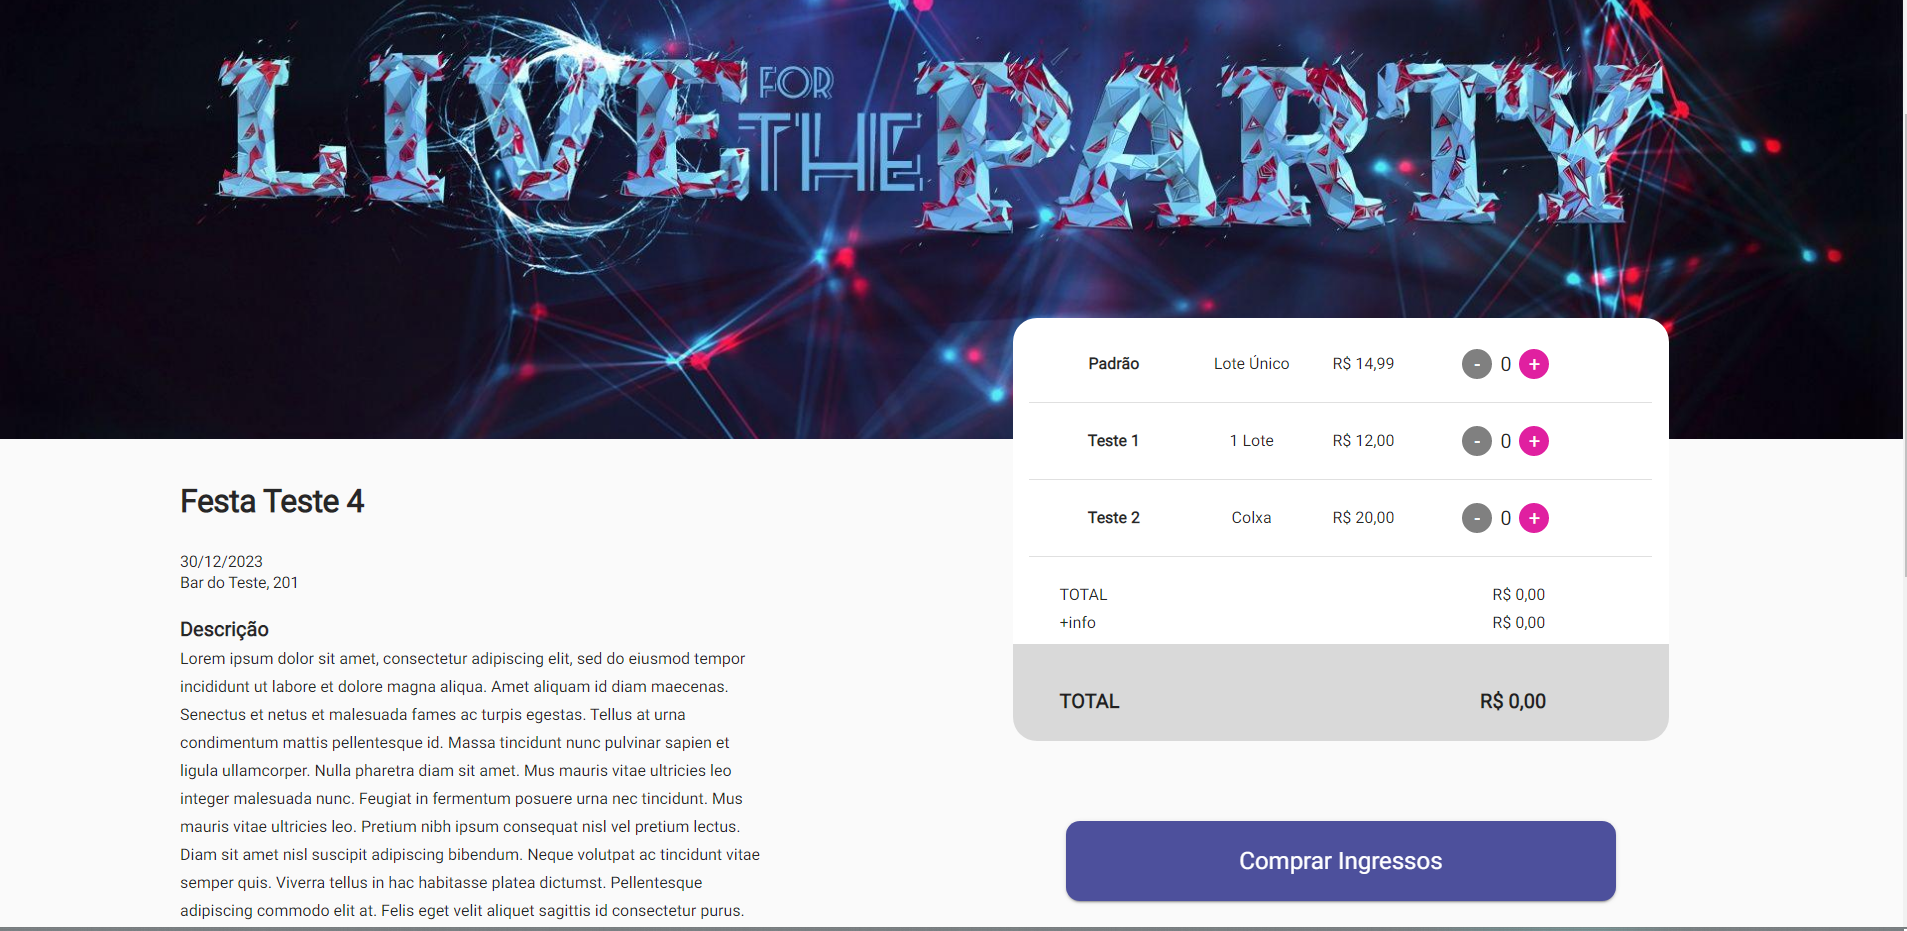 LIVE FOR THE PARTY
Padrão Lote Único R$ 14,99 - 0 +
Teste 1 1 Lote R$ 12,00 - 0 +
Teste 2 Colxa R$ 20,00 - 0 +
TOTAL R$ 0,00
+info R$ 0,00
TOTAL R$ 0,00
Comprar Ingressos
Festa Teste 4
30/12/2023
Bar do Teste, 201
Descrição
Lorem ipsum dolor sit amet, consectetur adipiscing elit, sed do eiusmod tempor
incididunt ut labore et dolore magna aliqua. Amet aliquam id diam maecenas.
Senectus et netus et malesuada fames ac turpis egestas. Tellus at urna
condimentum mattis pellentesque id. Massa tincidunt nunc pulvinar sapien et
ligula ullamcorper. Nulla pharetra diam sit amet. Mus mauris vitae ultricies leo
integer malesuada nunc. Feugiat in fermentum posuere urna nec tincidunt. Mus
mauris vitae ultricies leo. Pretium nibh ipsum consequat nisl vel pretium lectus.
Diam sit amet nisl suscipit adipiscing bibendum. Neque volutpat ac tincidunt vitae
semper quis. Viverra tellus in hac habitasse platea dictumst. Pellentesque
adipiscing commodo elit at. Felis eget velit aliquet sagittis id consectetur purus.